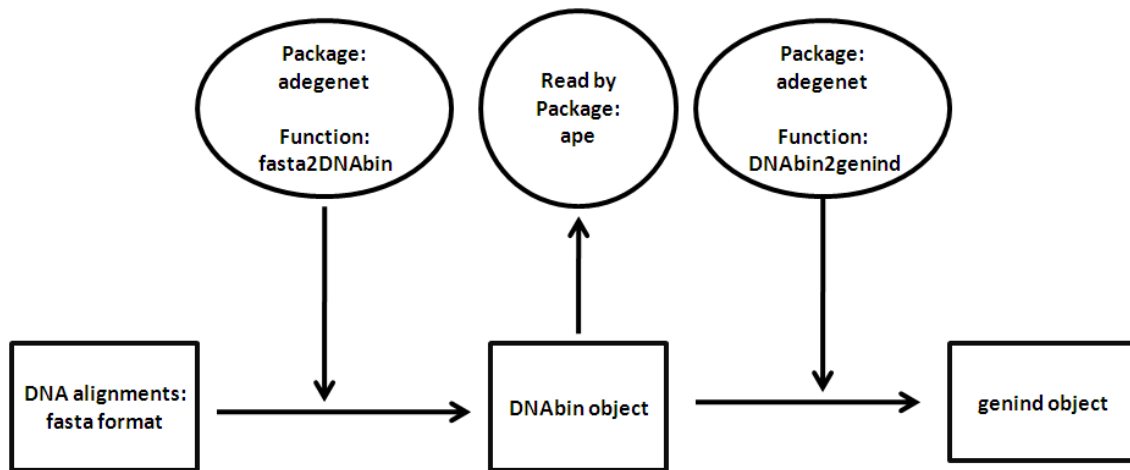 Package:
adegenet
Function:
fasta2DNAbin
Read by
Package:
ape
Package:
adegenet
Function:
DNAbin2genind
DNA alignments:
fasta format
DNAbin object
genind object